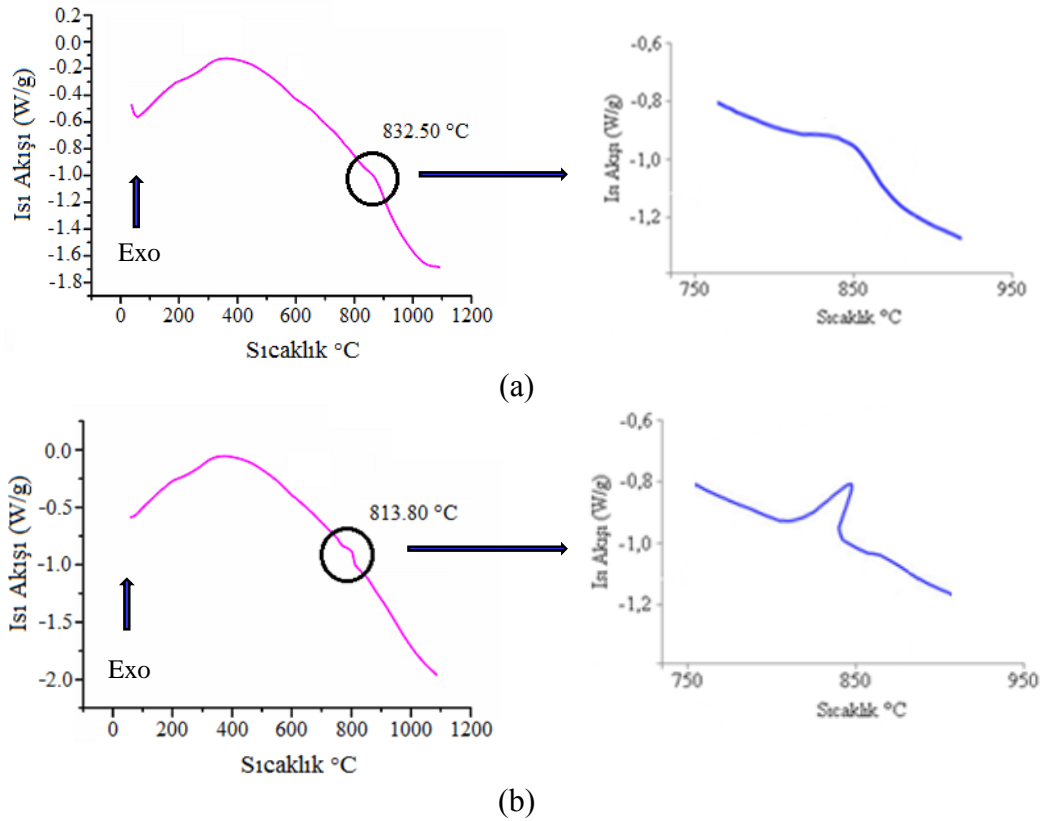 0.2
0.0
-0.2
-0.4
-0.6
-0.8
-1.0
-1.2
-1.4
-1.6
-1.8
Isı Akışı (W/g)
Exo
832.50 °C
0 200 400 600 800 1000 1200
Sıcaklık °C
-0,6
-0,8
-1,0
-1,2
Isı Akışı (W/g)
750 850 950
Sıcaklık °C
(a)
0.0
-0.5
-1.0
-1.5
-2.0
Isı Akışı (W/g)
Exo
813.80 °C
0 200 400 600 800 1000 1200
Sıcaklık °C
-0,6
-0,8
-1,0
-1,2
Isı Akışı (W/g)
750 850 950
Sıcaklık °C
(b)